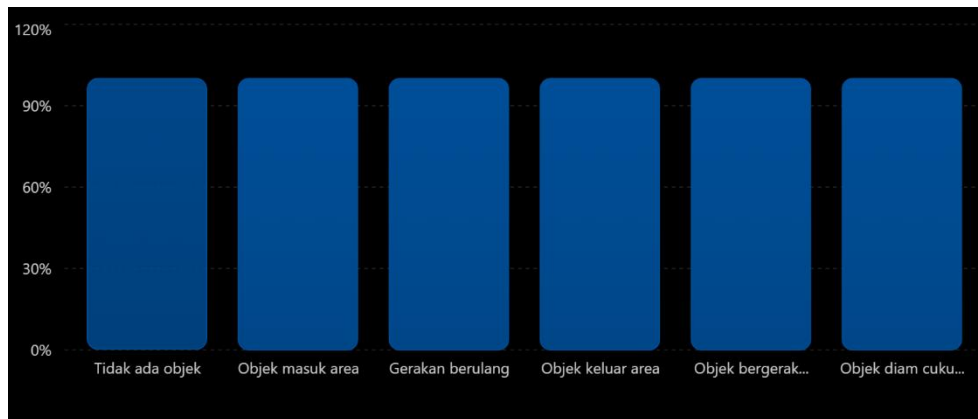 120%
90%
60%
30%
0%
Tidak ada objek
Objek masuk area
Gerakan berulang
Objek keluar area
Objek bergerak...
Objek diam cuku...